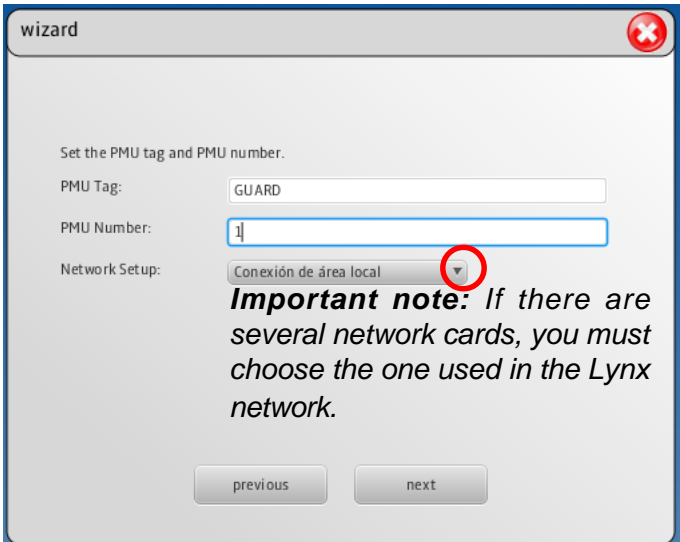 wizard
Set the PMU tag and PMU number.
PMU Tag:
GUARD
PMU Number:
1
Network Setup:
Conexión de área local
Important note: If there are
several network cards, you must
choose the one used in the Lynx
network.
previous
next